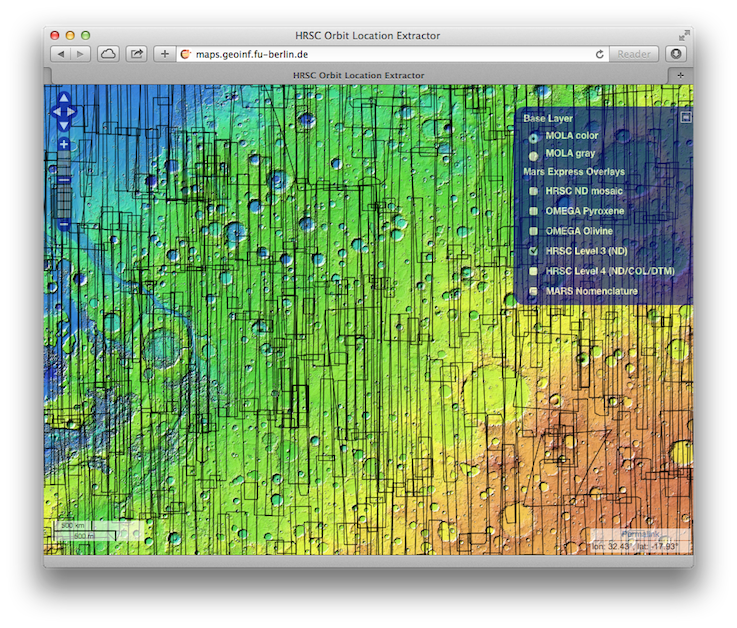 HRSC Orbit Location Extractor
maps.geoinf.fu-berlin.de
Reader
HRSC Orbit Location Extractor
Base Layer
MOLA color
MOLA gray
Mars Express Overlays
HRSC ND mosaic
OMEGA Pyroxene
OMEGA Olivine
HRSC Level 3 (ND)
HRSC Level 4 (ND/COL/DTM)
MARS Nomenclature
500 km
500 mi
Permalink
lon: 32.43°, lat: -17.93°